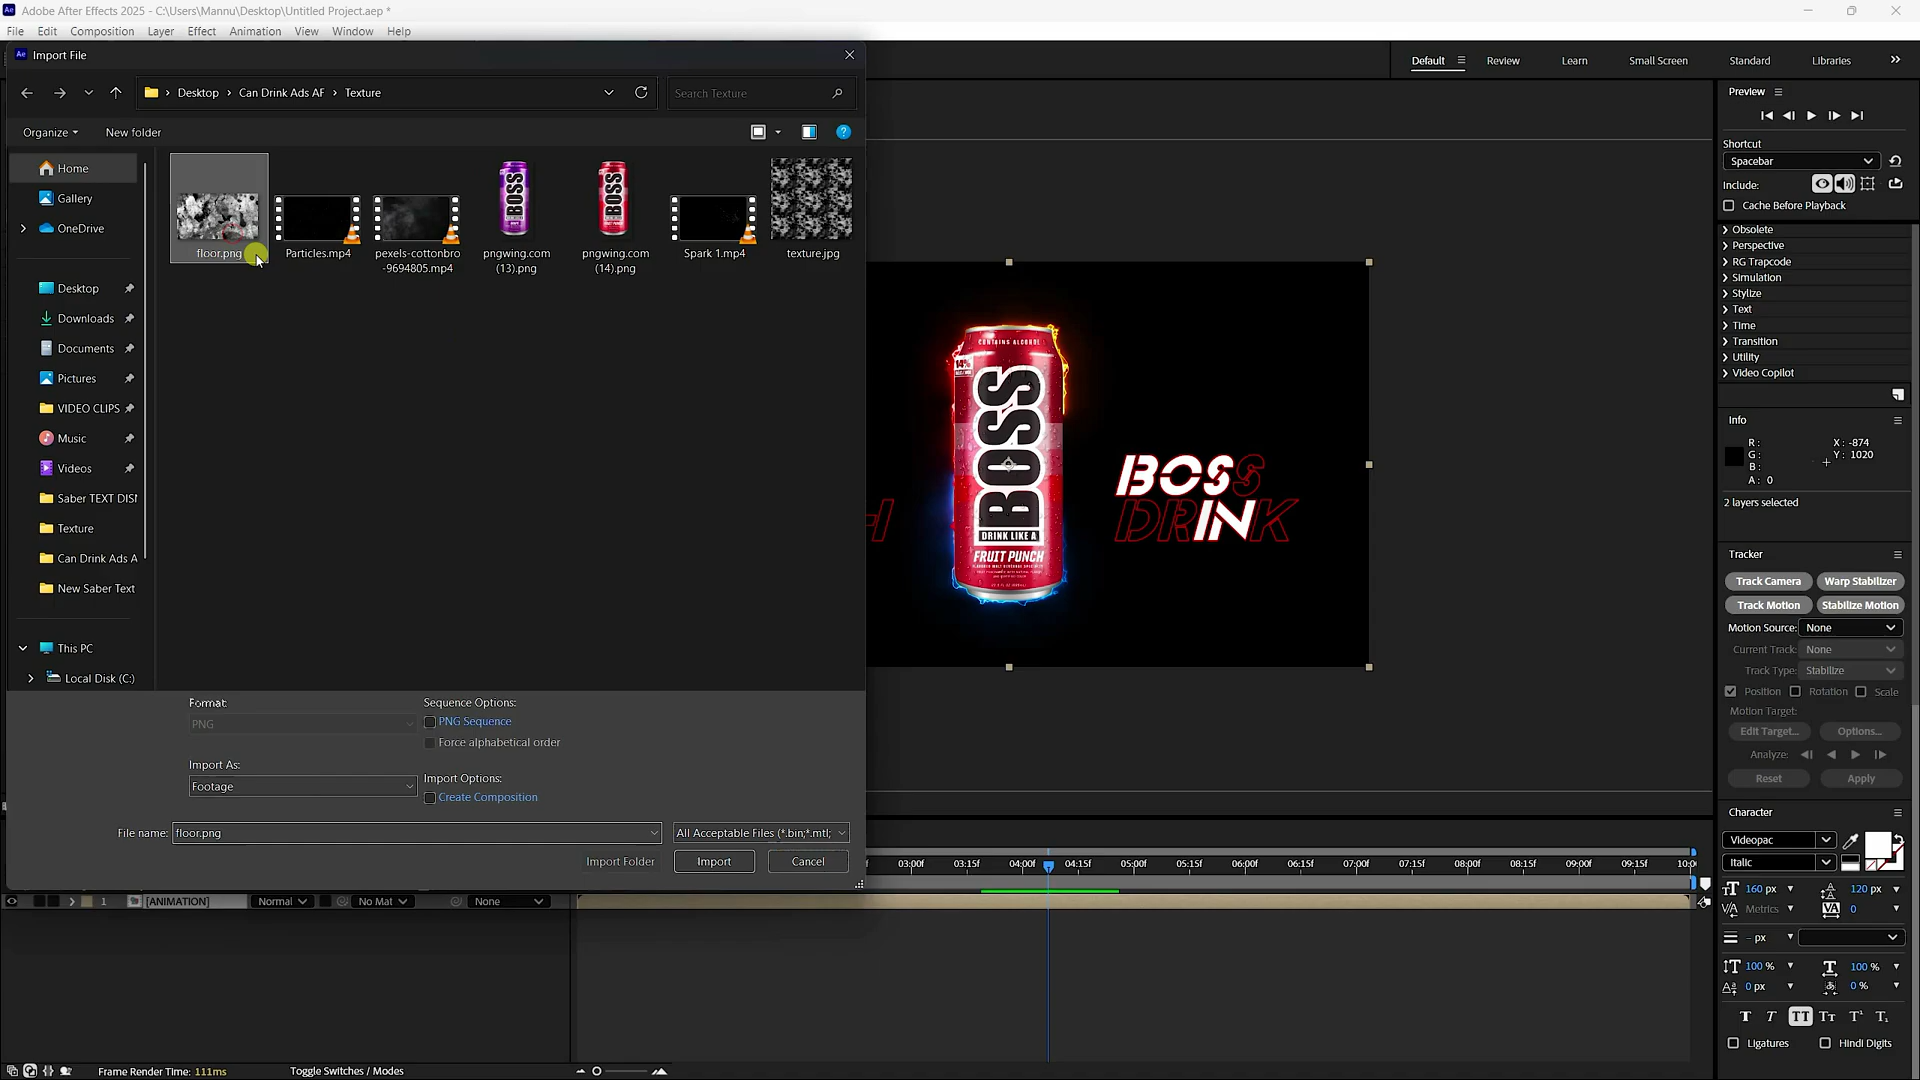 Adobe After Effects 2025 - C:\Users\Mannu\Desktop\Untitled Project.aep *
File Edit Composition Layer Effect Animation View Window Help
Import File
Default Review Learn Small Screen Standard Libraries
Desktop Can Drink Ads AF Texture
Search Texture
Organize New folder
Home
Gallery
OneDrive
Desktop
Downloads
Documents
Pictures
VIDEO CLIPS
Music
Videos
Saber TEXT DISI
Texture
Can Drink Ads A
New Saber Text
This PC
Local Disk (C:)
floor.png
Particles.mp4
pexels-cottonbro
-9694805.mp4
pngwing.com
(13).png
pngwing.com
(14).png
Spark 1.mp4
texture.jpg
Format:
PNG
Sequence Options:
PNG Sequence
Force alphabetical order
Import As:
Footage
Import Options:
Create Composition
File name: floor.png
All Acceptable Files (*.bin;*.mtl;
Import Folder Import Cancel
CONTAINS ALCOHOL
14%
BOSS
DRINK LIKE A
FRUIT PUNCH
BOSS
DRINK
H
Preview
Shortcut
Spacebar
Include:
Cache Before Playback
Obsolete
Perspective
RG Trapcode
Simulation
Stylize
Text
Time
Transition
Utility
Video Copilot
Info
R:
G:
B:
A: 0
X: -874
Y: 1020
2 layers selected
Tracker
Track Camera Warp Stabilizer
Track Motion Stabilize Motion
Motion Source: None
Current Track: None
Track Type: Stabilize
Position Rotation Scale
Motion Target:
Edit Target... Options...
Analyze:
Reset Apply
Character
Videopac
Italic
160 px 120 px
Metrics 0
- px
100 % 100 %
0 px 0 %
T T TT Tt T¹ T₁
Ligatures Hindi Digits
f 03:00f 03:15f 04:00f 04:15f 05:00f 05:15f 06:00f 06:15f 07:00f 07:15f 08:00f 08:15f 09:00f 09:15f 10:0
1 [ANIMATION] Normal No Mat None
Frame Render Time: 111ms
Toggle Switches / Modes